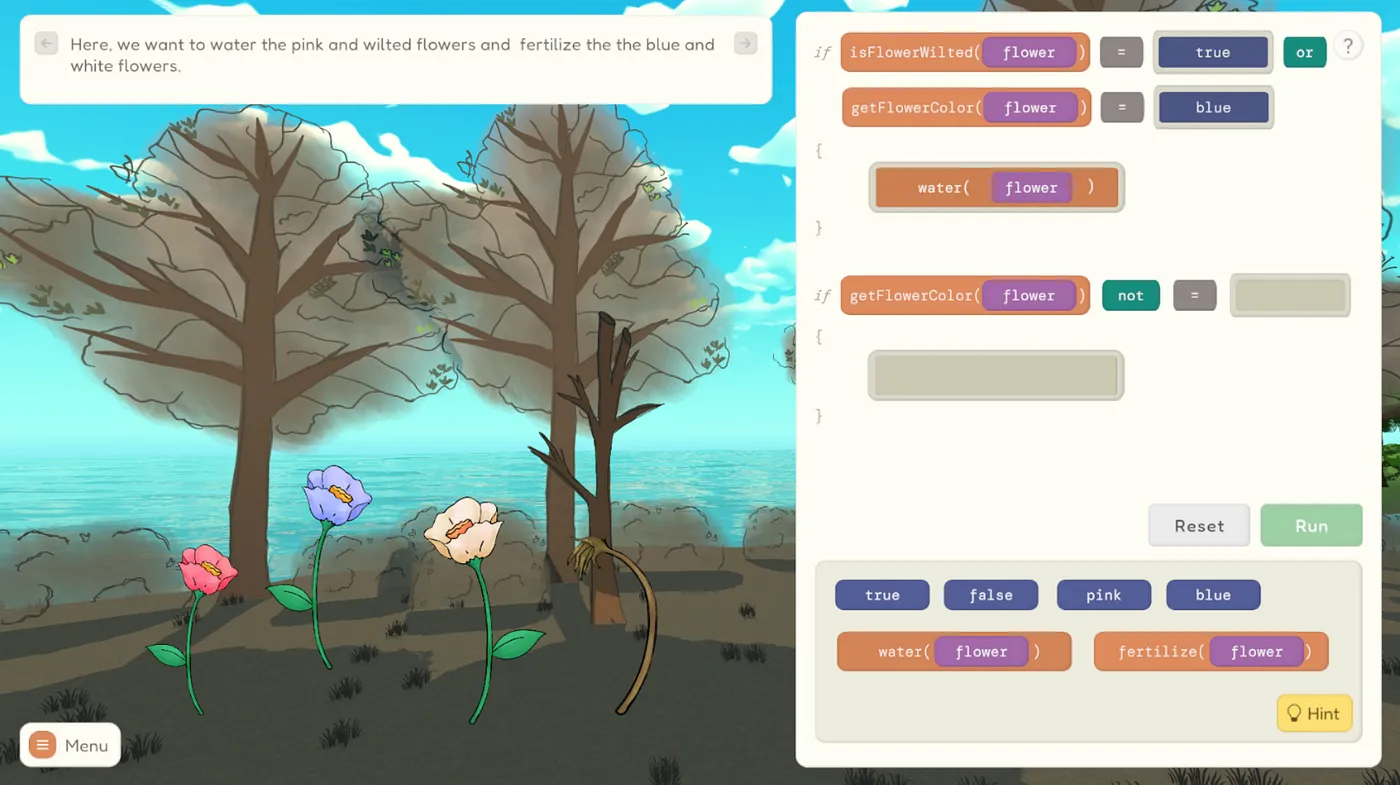 ← Here, we want to water the pink and wilted flowers and fertilize the the blue and →
white flowers.
if isFlowerWilted( flower ) = true or ?
getFlowerColor( flower ) = blue
{
water( flower )
}
if getFlowerColor( flower ) not =
{
}
Reset Run
true false pink blue
water( flower ) fertilize( flower )
Hint
Menu